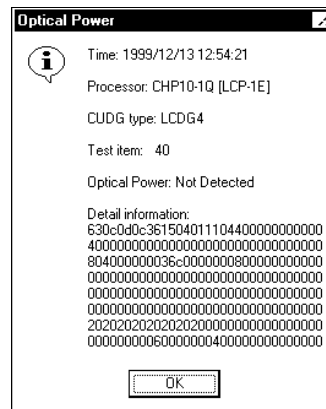 Optical Power
Time: 1999/12/13 12:54:21
Processor: CHP10-1Q [LCP-1E]
CUDG type: LCDG4
Test item: 40
Optical Power: Not Detected
Detail information:
630c0d0c361504011104400000000000
40000000000000000000000000000000
804000000036c0000000800000000000
00000000000000000000000000000000
00000000000000000000000000000000
00000000000000000000000000000000
20202020202020200000000000000000
00000000060000000400000000000000
OK